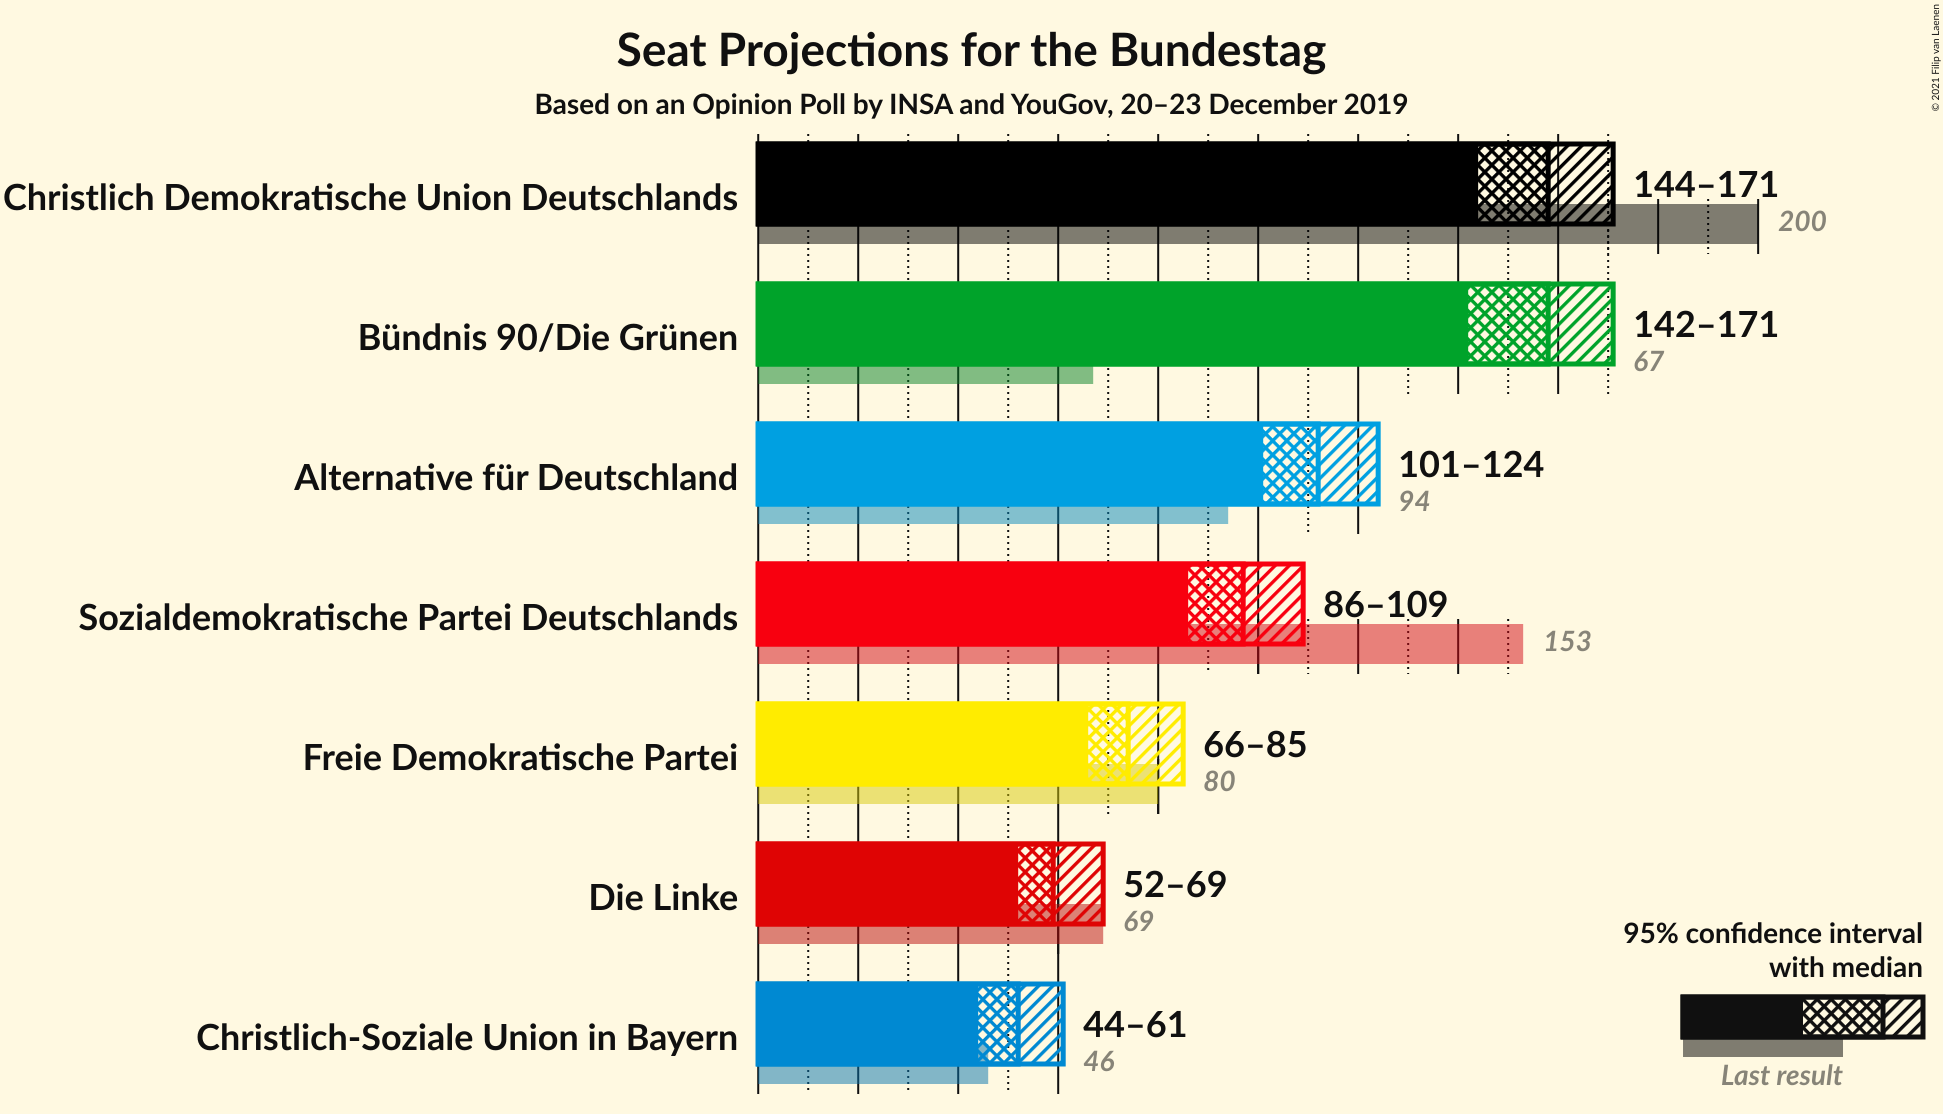 Seat Projections for the Bundestag
Based on an Opinion Poll by INSA and YouGov, 20–23 December 2019
© 2021 Filip van Laenen
Christlich Demokratische Union Deutschlands
144–171
200
Bündnis 90/Die Grünen
142–171
67
Alternative für Deutschland
101–124
94
Sozialdemokratische Partei Deutschlands
86–109
153
Freie Demokratische Partei
66–85
80
Die Linke
52–69
69
Christlich-Soziale Union in Bayern
44–61
46
95% confidence interval
with median
Last result